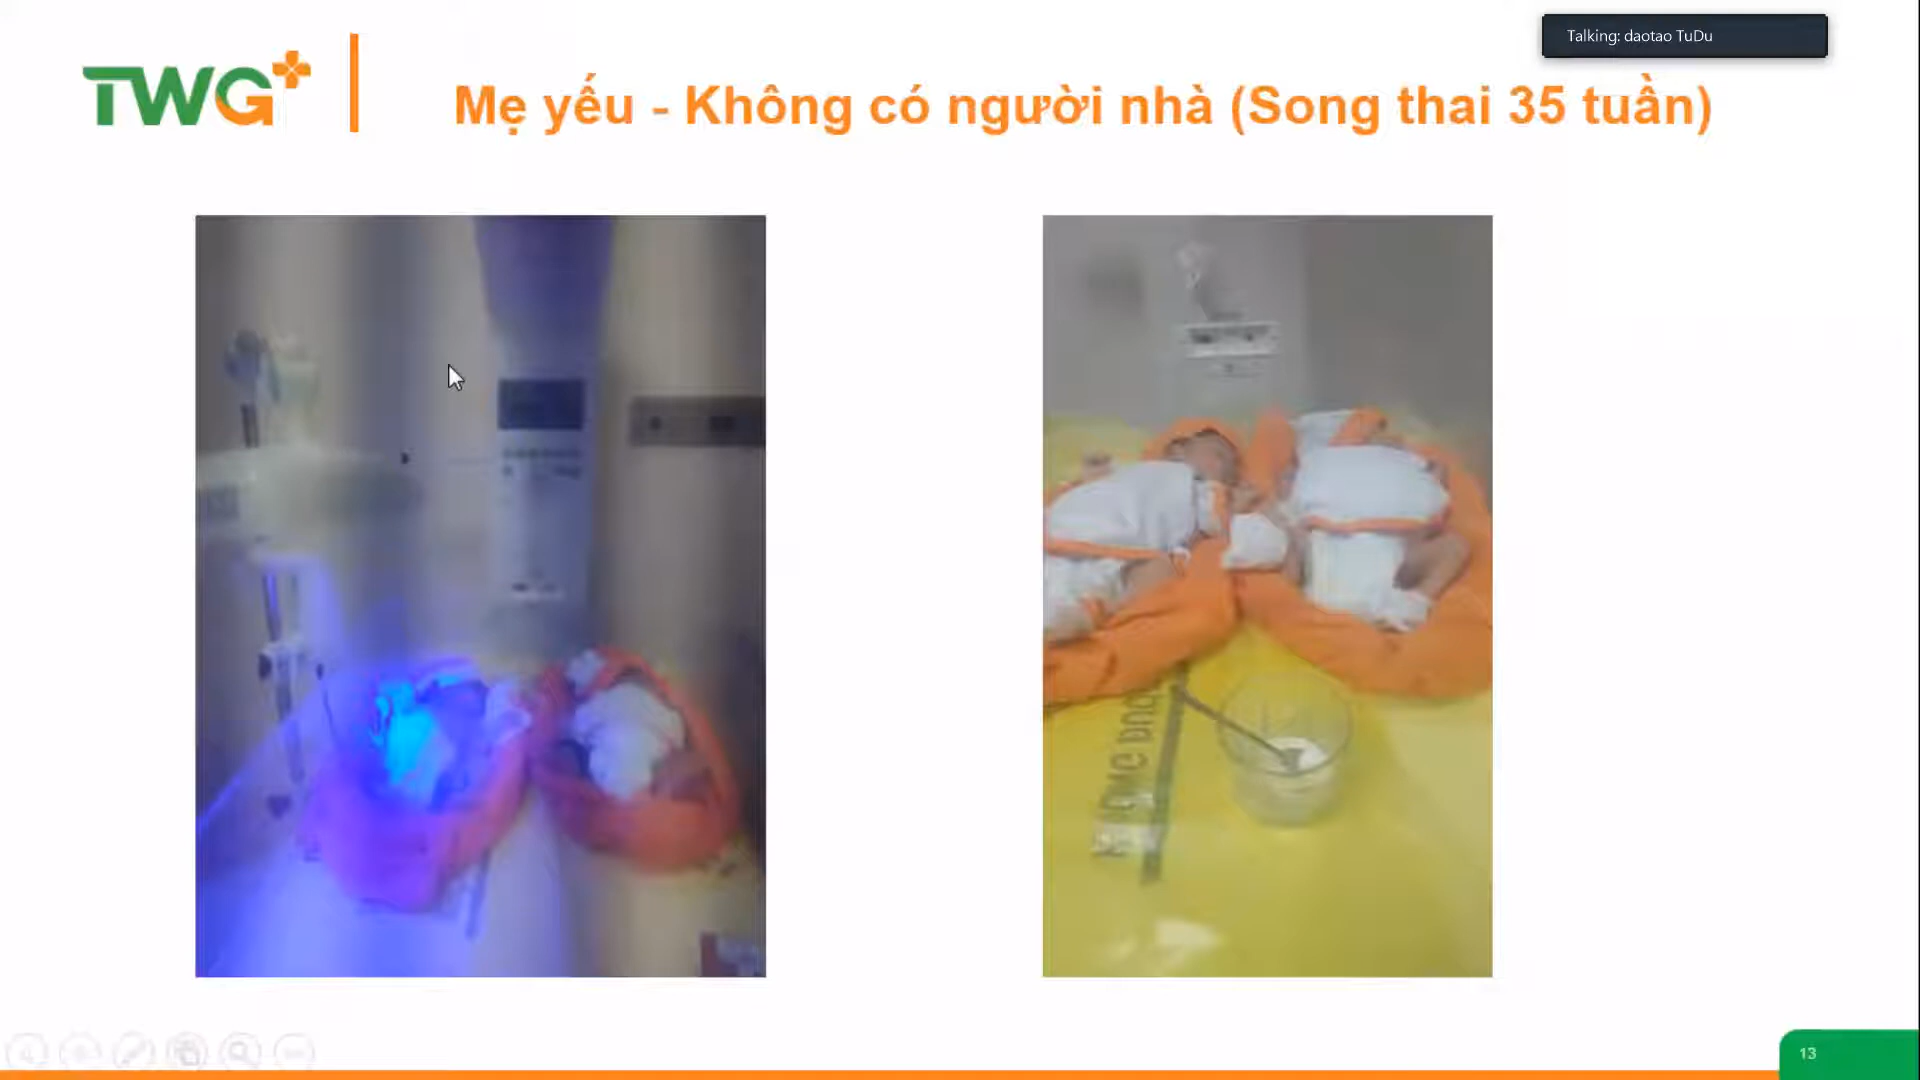 Talking: daotao TuDu
TWG+
Mẹ yếu - Không có người nhà (Song thai 35 tuần)
13